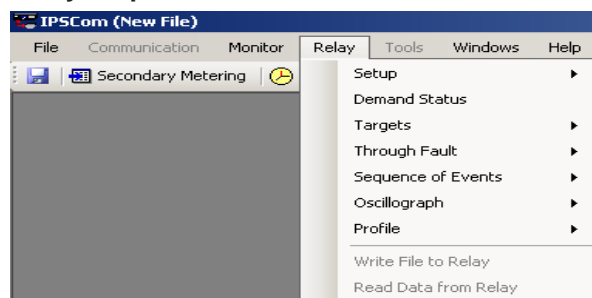 IPSCom (New File)
File Communication Monitor Relay Tools Windows Help
Secondary Metering
Setup
Demand Status
Targets
Through Fault
Sequence of Events
Oscillograph
Profile
Write File to Relay
Read Data from Relay